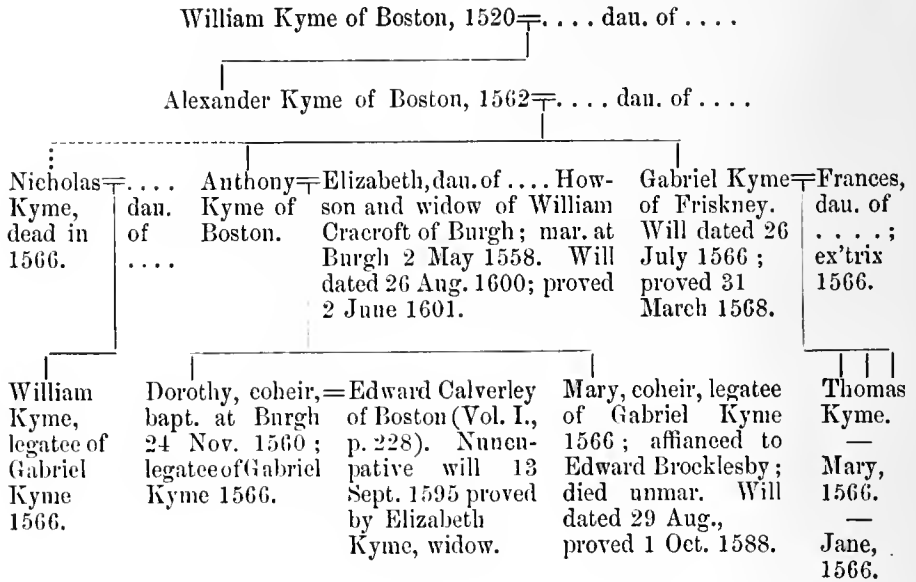 William Kyme of Boston, 1520=.... dau. of ....
Alexander Kyme of Boston, 1562=.... dau. of ....
Nicholas=....
Kyme, dau.
dead in of
1566. ....
Anthony=Elizabeth, dau. of .... How-
Kyme of son and widow of William
Boston. Cracroft of Burgh; mar. at
Burgh 2 May 1558. Will
dated 26 Aug. 1600; proved
2 June 1601.
Gabriel Kyme=Frances,
of Friskney. dau. of
Will dated 26 ....;
July 1566; ex'trix
proved 31 1566.
March 1568.
William
Kyme,
legatee of
Gabriel
Kyme
1566.
Dorothy, coheir,=Edward Calverley
bapt. at Burgh of Boston (Vol. I.,
24 Nov. 1560; p. 228). Nuncu-
legatee of Gabriel pative will 13
Kyme 1566. Sept. 1595 proved
by Elizabeth
Kyme, widow.
Mary, coheir, legatee
of Gabriel Kyme
1566; affianced to
Edward Brocklesby;
died unmar. Will
dated 29 Aug.,
proved 1 Oct. 1588.
Thomas
Kyme.
—
Mary,
1566.
—
Jane,
1566.